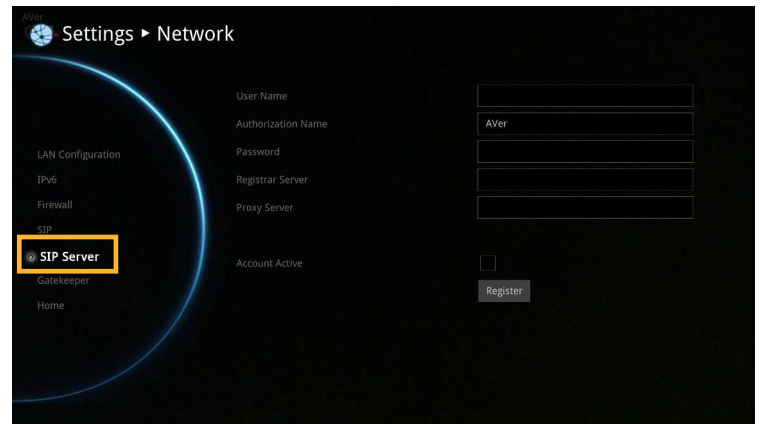 AVer
Settings ► Network
User Name
Authorization Name
AVer
Password
Registrar Server
Proxy Server
Account Active
Register
LAN Configuration
IPv6
Firewall
SIP
SIP Server
Gatekeeper
Home